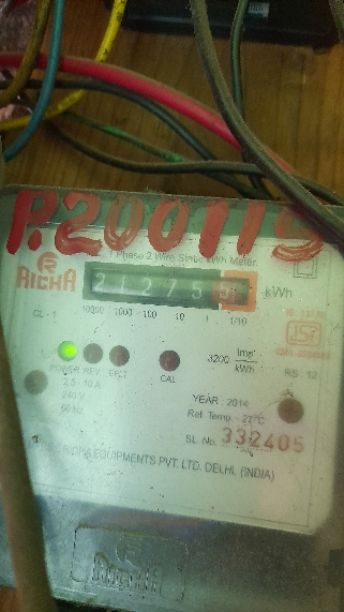 P.200119
1 Phase 2 Wire Static kWh Meter.
RICHA
2 1 2 7 5 kWh
10000 1000 100 10 1 1/10
CL - 1
POWER REV. EFLT CAL
3200 Imp/kWh
RS 12
2.5 - 10 A
240 V
50 Hz
YEAR 2014
Ref. Temp. - 27°C
SL No. 332405
RICHA EQUIPMENTS PVT. LTD. DELHI, (INDIA)